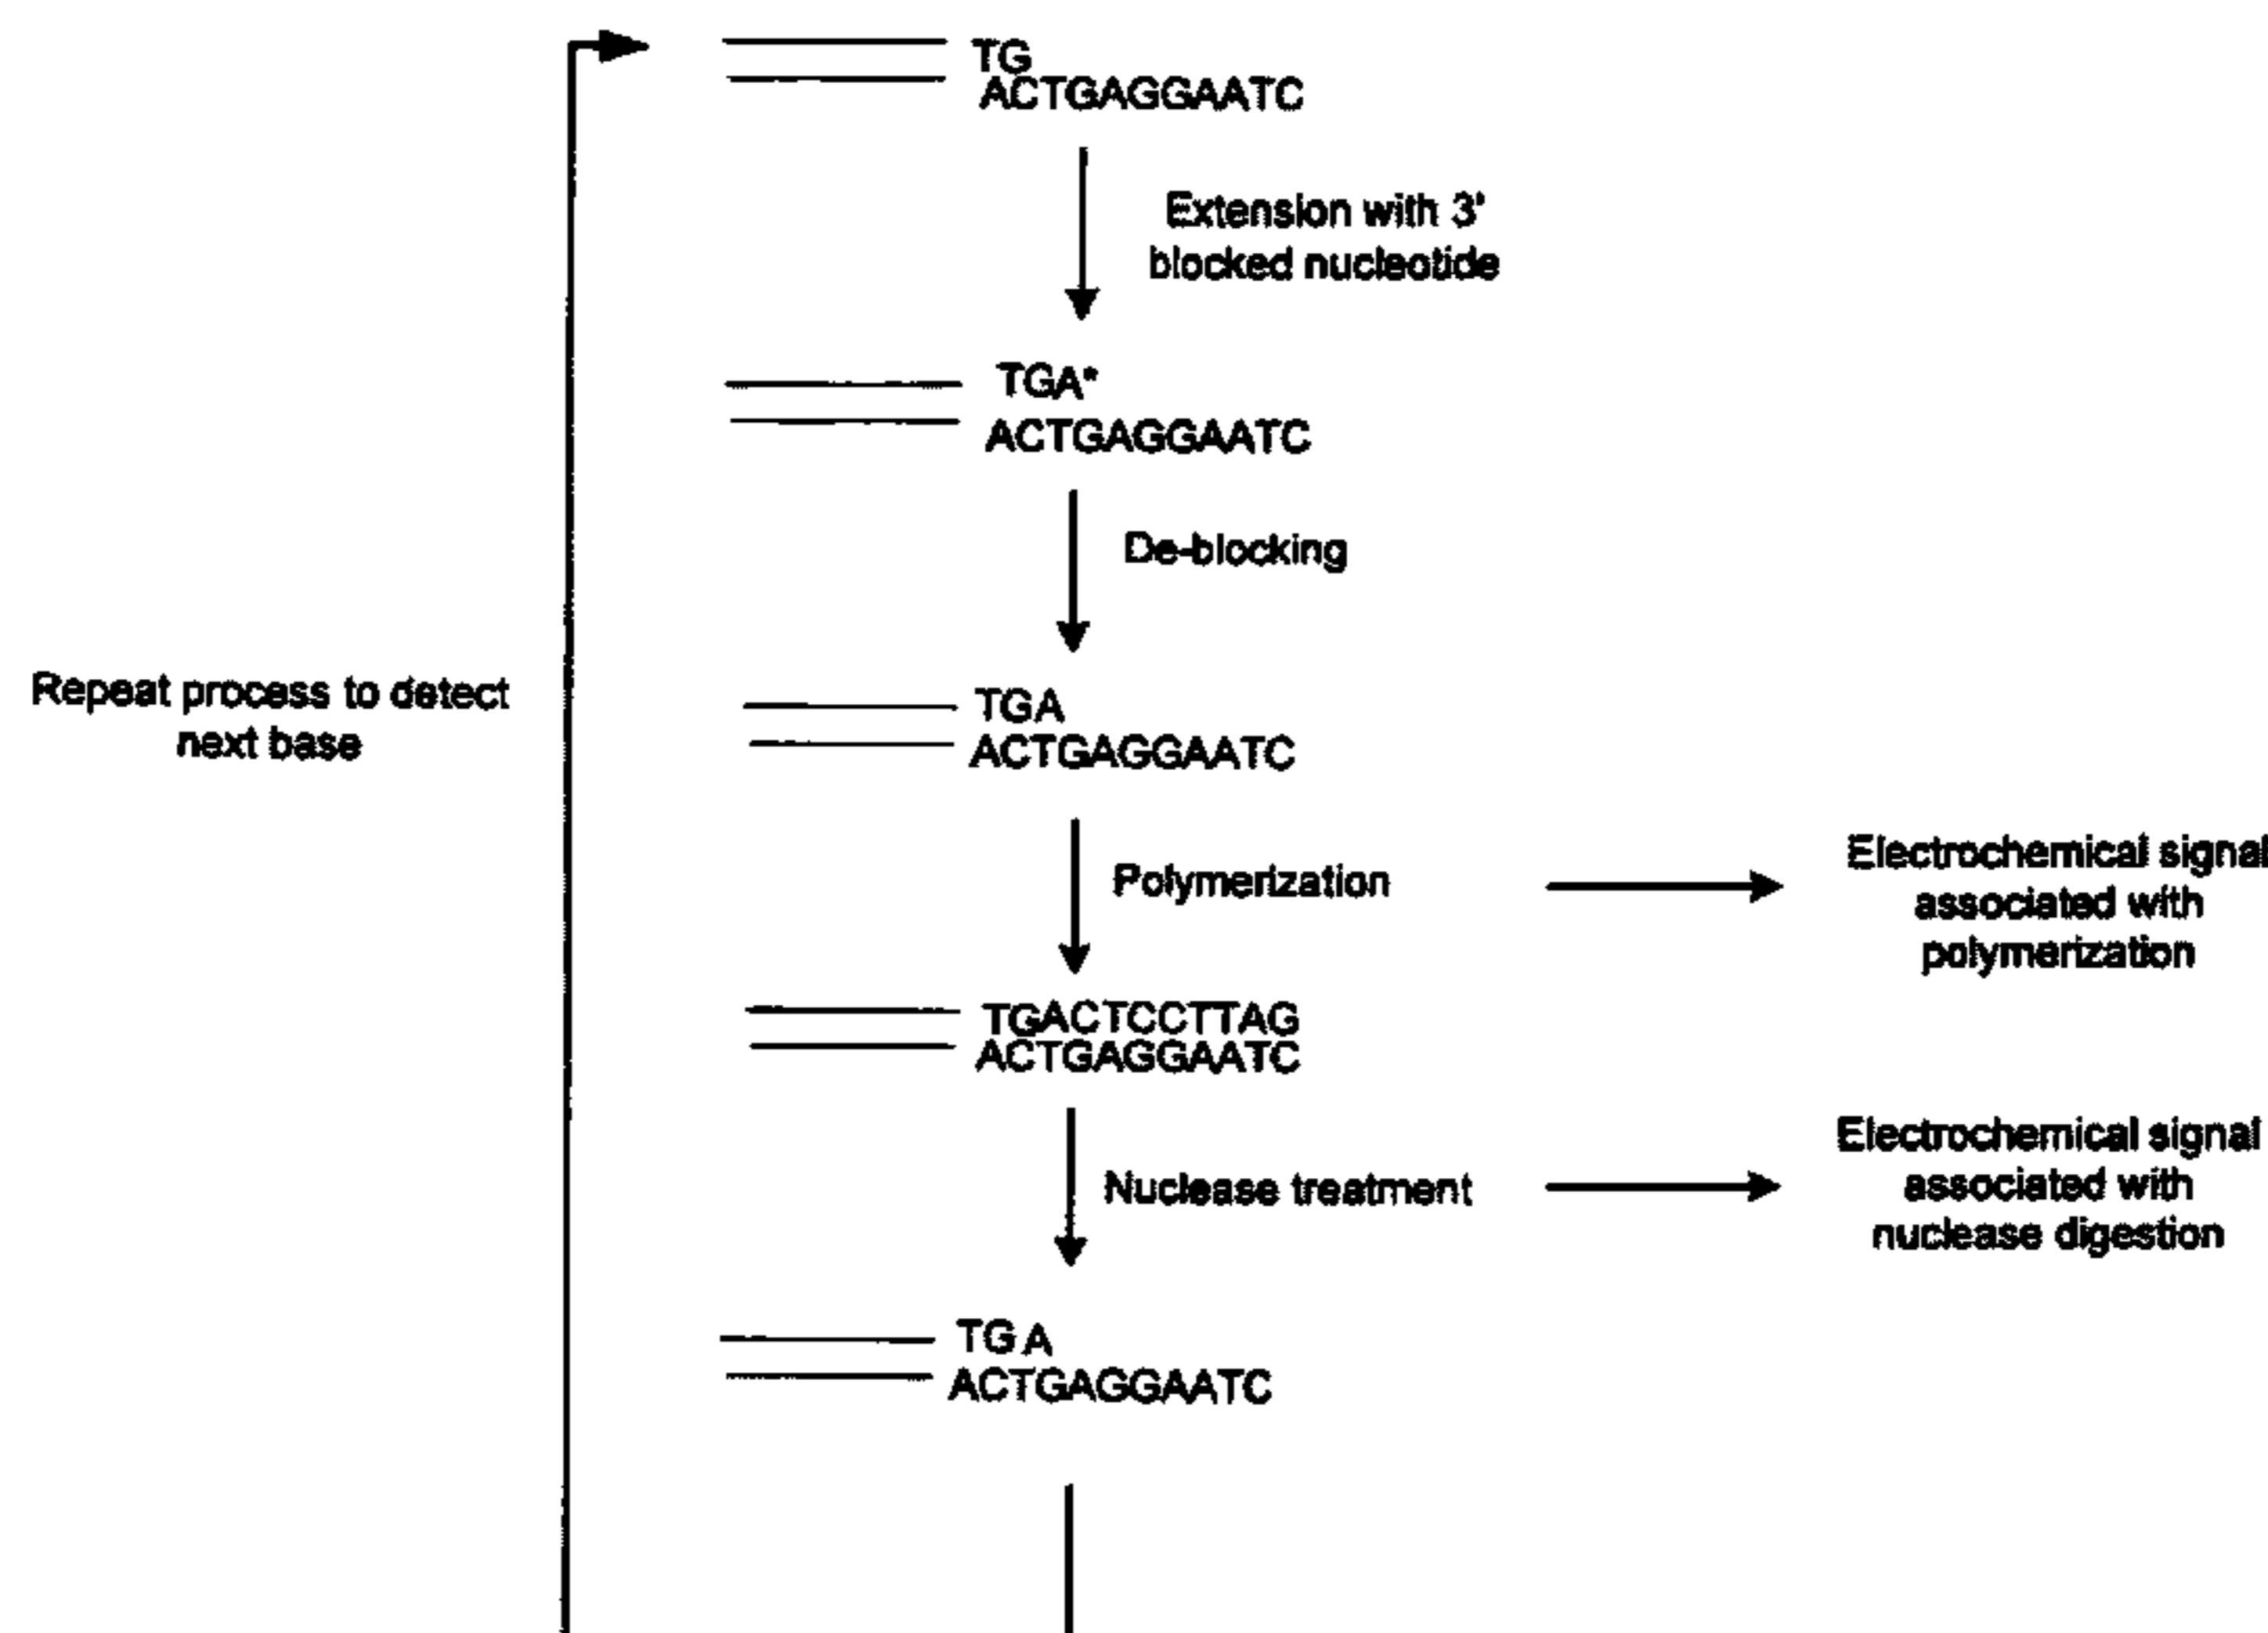 TG
ACTGAGGAATC
Extension with 3'
blocked nucleotide
TGA*
ACTGAGGAATC
De-blocking
TGA
ACTGAGGAATC
Repeat process to detect
next base
Polymerization
Electrochemical signal
associated with
polymerization
TGACTCCTTAG
ACTGAGGAATC
Nuclease treatment
Electrochemical signal
associated with
nuclease digestion
TG A
ACTGAGGAATC